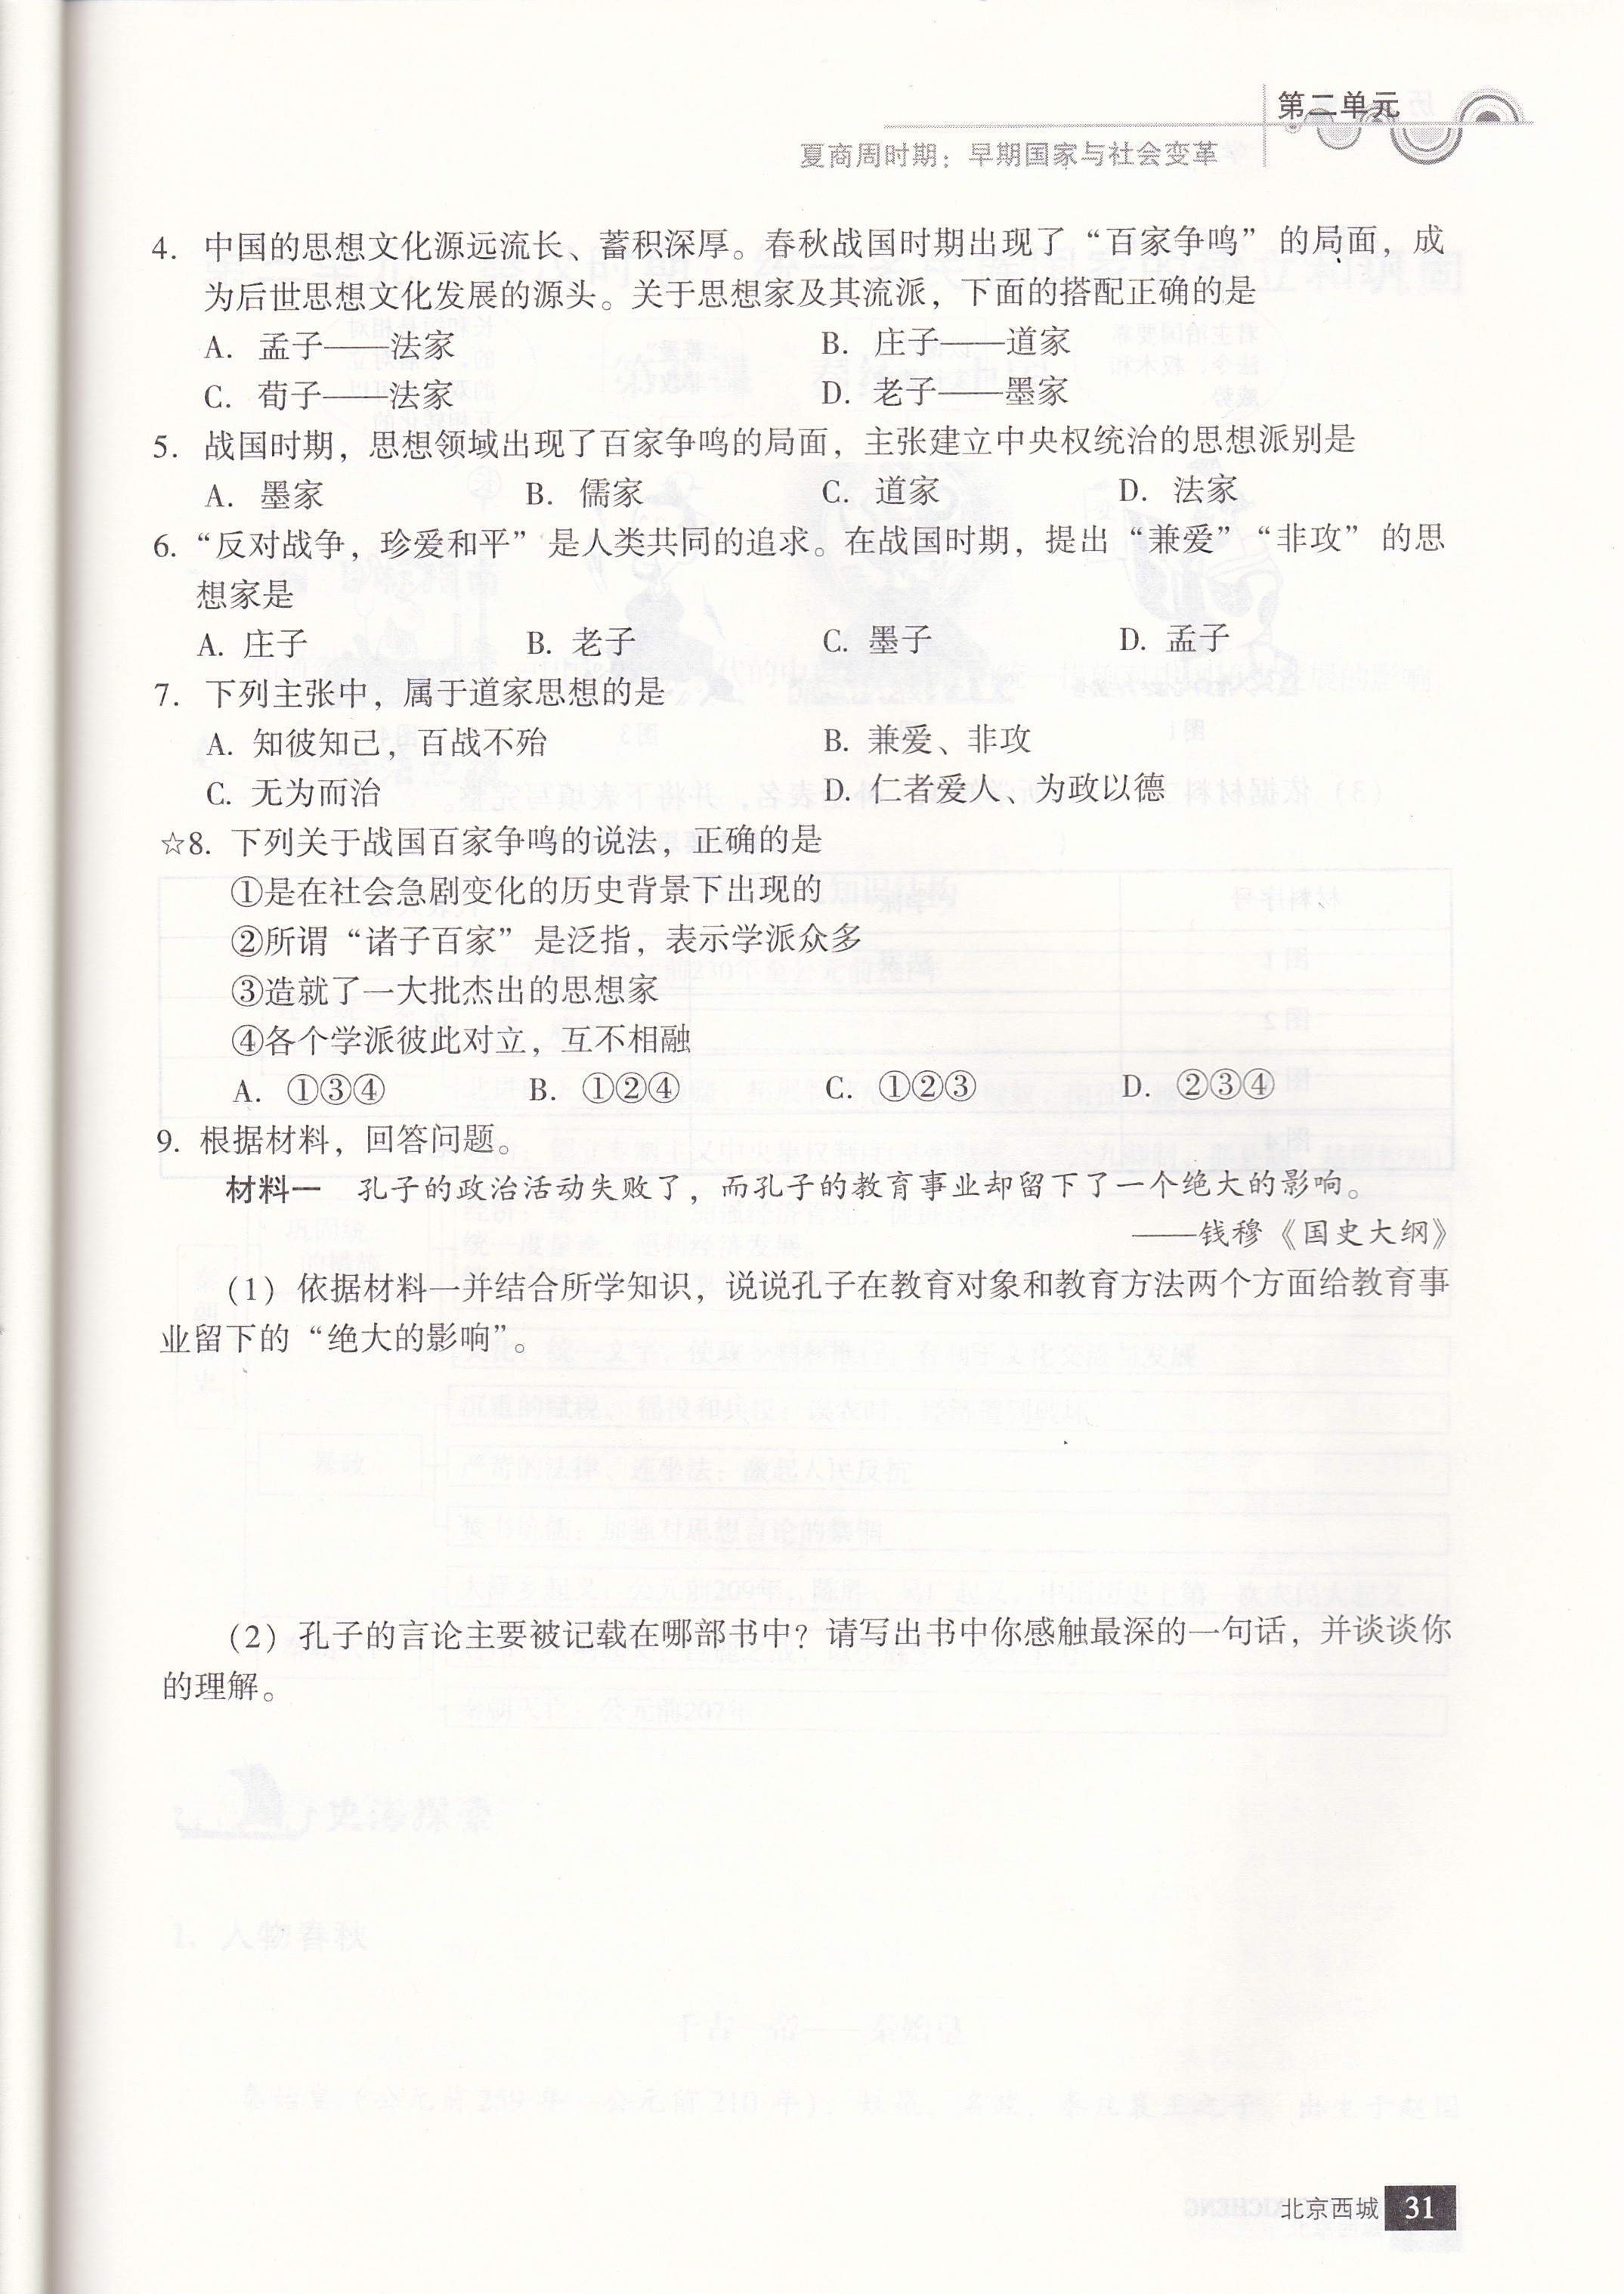 第二单元
夏商周时期：早期国家与社会变革
4. 中国的思想文化源远流长、蓄积深厚。春秋战国时期出现了“百家争鸣”的局面，成
为后世思想文化发展的源头。关于思想家及其流派，下面的搭配正确的是
A. 孟子——法家 B. 庄子——道家
C. 荀子——法家 D. 老子——墨家
5. 战国时期，思想领域出现了百家争鸣的局面，主张建立中央权统治的思想派别是
A. 墨家 B. 儒家 C. 道家 D. 法家
6. “反对战争，珍爱和平”是人类共同的追求。在战国时期，提出“兼爱”“非攻”的思
想家是
A. 庄子 B. 老子 C. 墨子 D. 孟子
7. 下列主张中，属于道家思想的是
A. 知彼知己，百战不殆 B. 兼爱、非攻
C. 无为而治 D. 仁者爱人、为政以德
☆8. 下列关于战国百家争鸣的说法，正确的是
①是在社会急剧变化的历史背景下出现的
②所谓“诸子百家”是泛指，表示学派众多
③造就了一大批杰出的思想家
④各个学派彼此对立，互不相融
A. ①③④ B. ①②④ C. ①②③ D. ②③④
9. 根据材料，回答问题。
材料一 孔子的政治活动失败了，而孔子的教育事业却留下了一个绝大的影响。
——钱穆《国史大纲》
（1）依据材料一并结合所学知识，说说孔子在教育对象和教育方法两个方面给教育事
业留下的“绝大的影响”。
（2）孔子的言论主要被记载在哪部书中？请写出书中你感触最深的一句话，并谈谈你
的理解。
北京西城 31